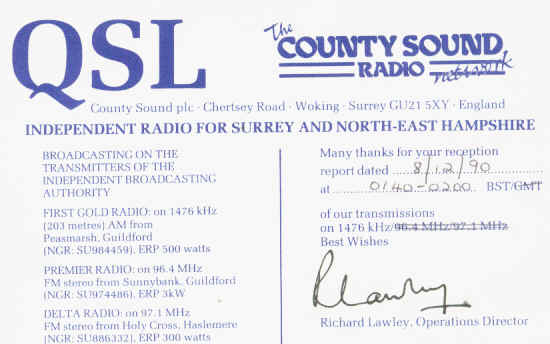 QSL
The
COUNTY SOUND
RADIO network
County Sound plc · Chertsey Road · Woking · Surrey GU21 5XY · England
INDEPENDENT RADIO FOR SURREY AND NORTH-EAST HAMPSHIRE
BROADCASTING ON THE
TRANSMITTERS OF THE
INDEPENDENT BROADCASTING
AUTHORITY
FIRST GOLD RADIO: on 1476 kHz
(203 metres) AM from
Peasmarsh, Guildford
(NGR: SU984459), ERP 500 watts
PREMIER RADIO: on 96.4 MHz
FM stereo from Sunnybank, Guildford
(NGR: SU974486), ERP 3kW
DELTA RADIO: on 97.1 MHz
FM stereo from Holy Cross, Haslemere
(NGR: SU886332), ERP 300 watts
Many thanks for your reception
report dated 8/12/90
at 0140-0200 BST/GMT
of our transmissions
on 1476 kHz/96.4 MHz/97.1 MHz
Best Wishes
RLawley.
Richard Lawley, Operations Director